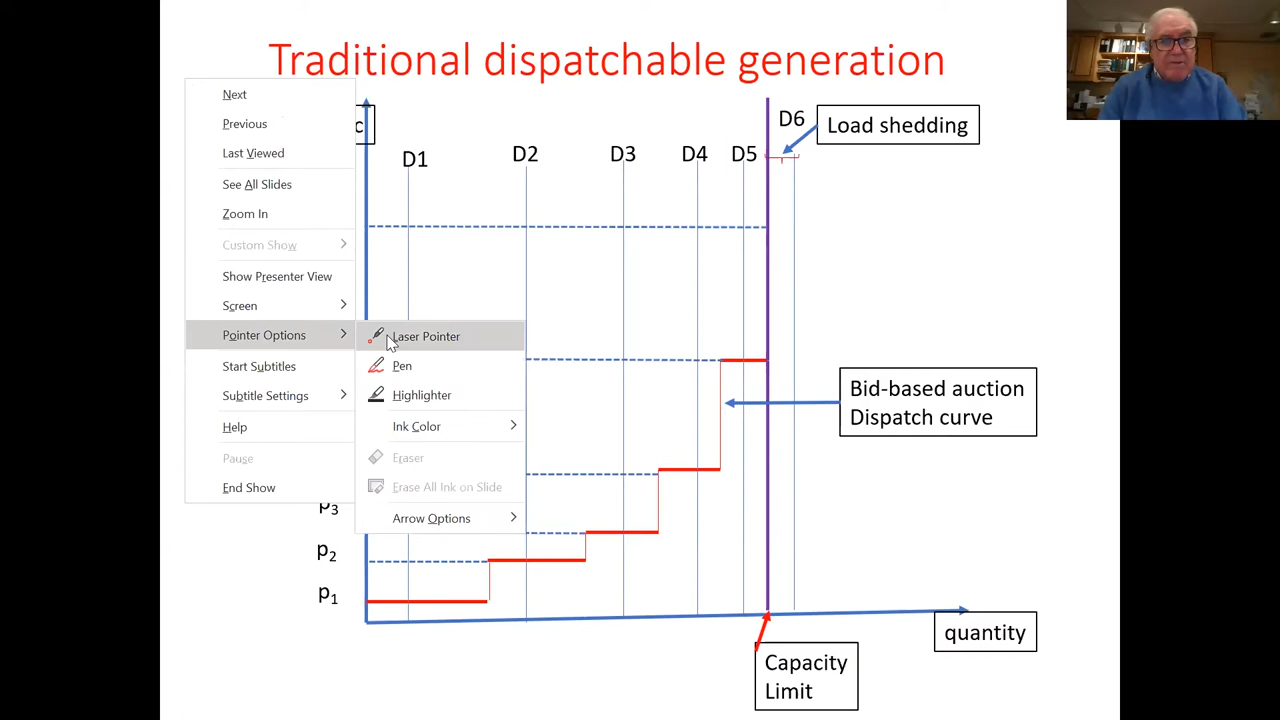 Traditional dispatchable generation
Next
Previous
Last Viewed
See All Slides
Zoom In
Custom Show
Show Presenter View
Screen
Pointer Options
Start Subtitles
Subtitle Settings
Help
Pause
End Show
Laser Pointer
Pen
Highlighter
Ink Color
Eraser
Erase All Ink on Slide
Arrow Options
c
D1
D2
D3
D4
D5
D6
Load shedding
Bid-based auction
Dispatch curve
p3
p2
p1
quantity
Capacity
Limit